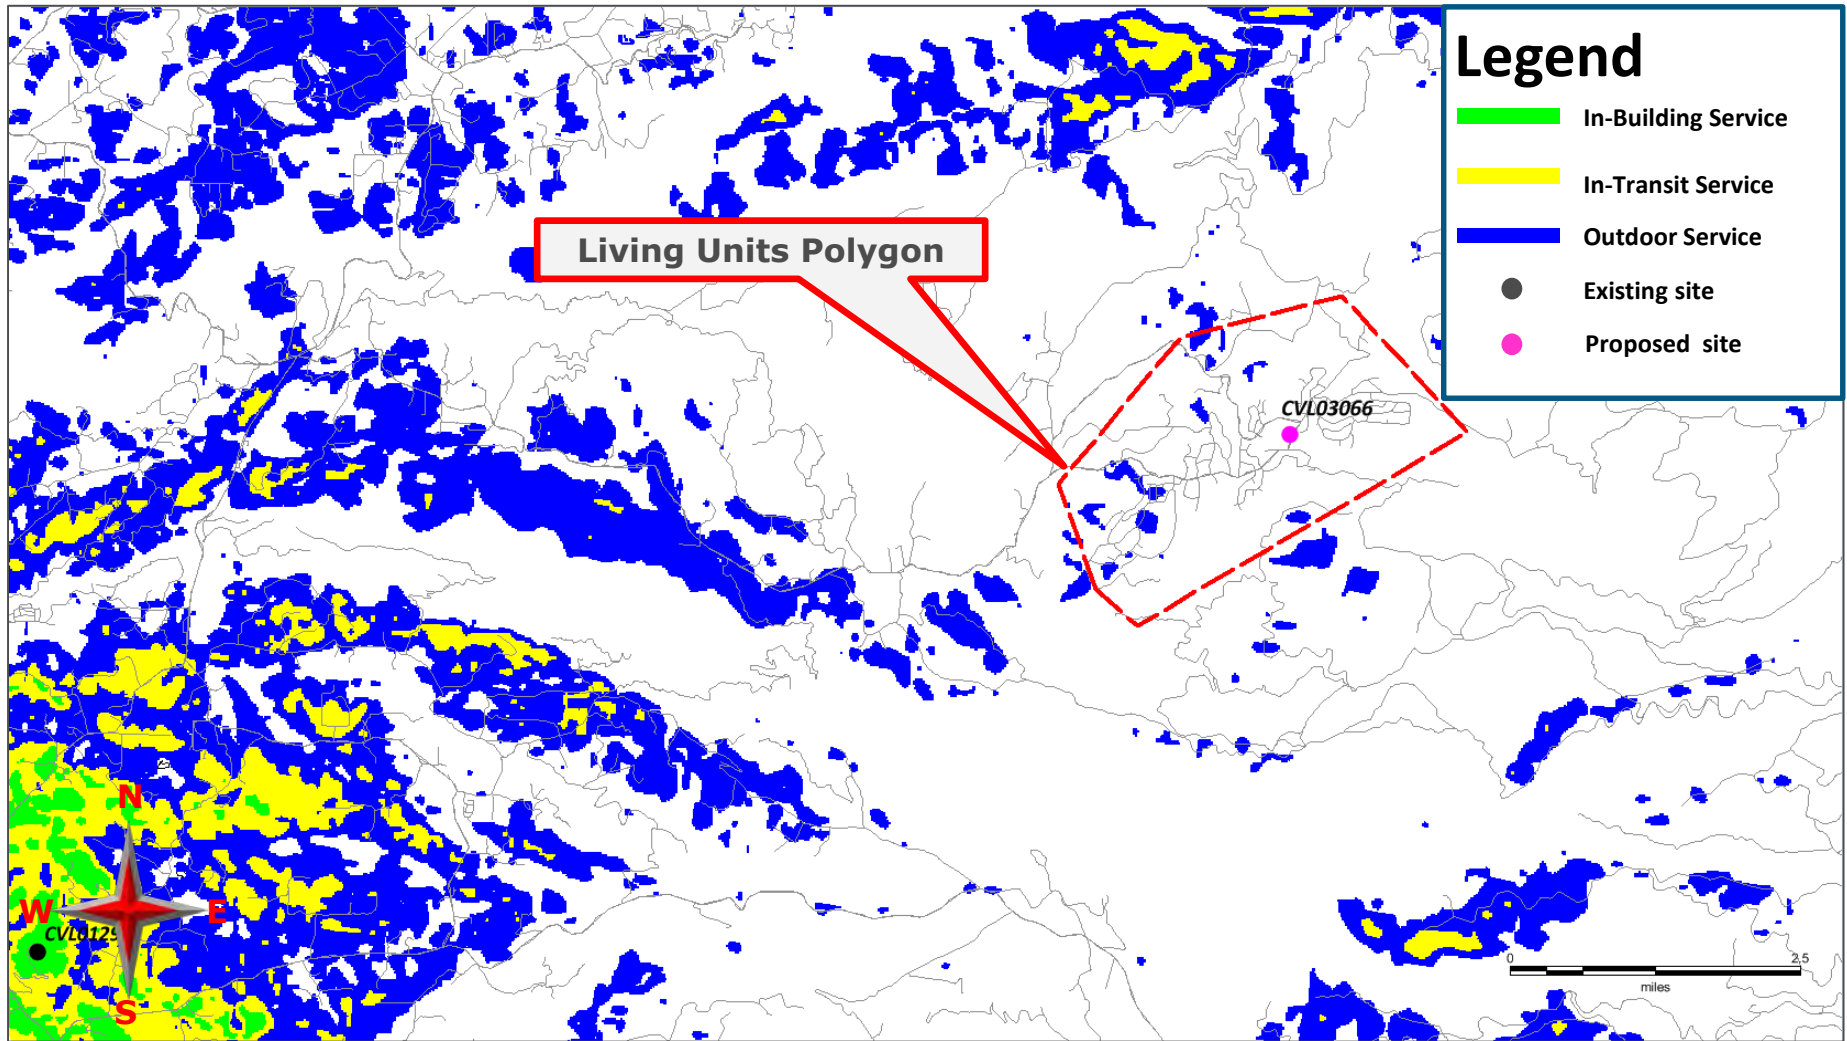 Legend
In-Building Service
In-Transit Service
Outdoor Service
Existing site
Proposed site
Living Units Polygon
CVL03066
N
W
E
S
0
2.5
miles